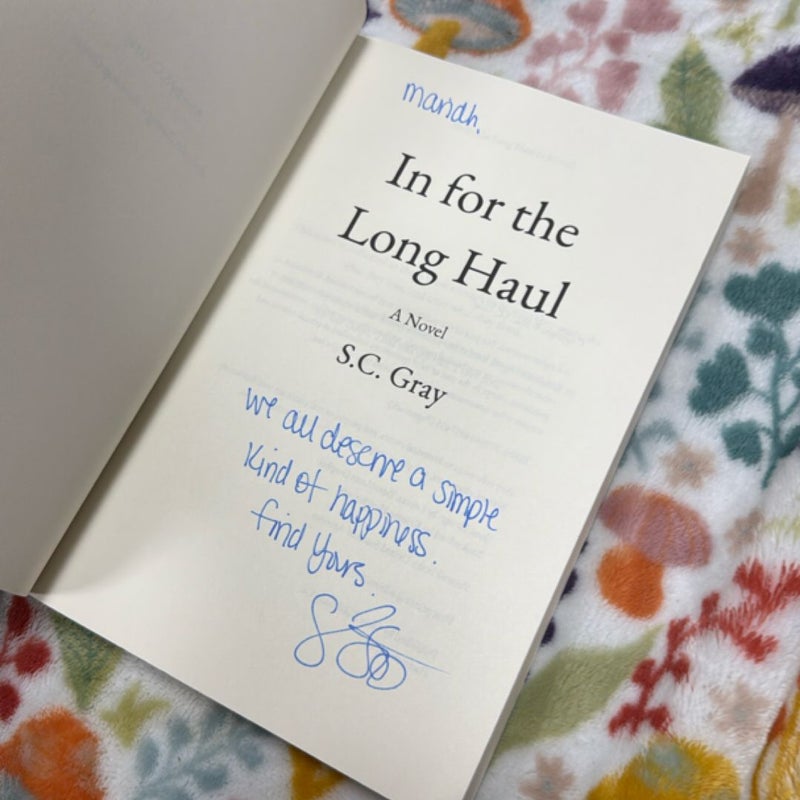 mandh,
In for the
Long Haul
A Novel
S.C. Gray
we all deserve a simple
kind of happiness.
find yours.